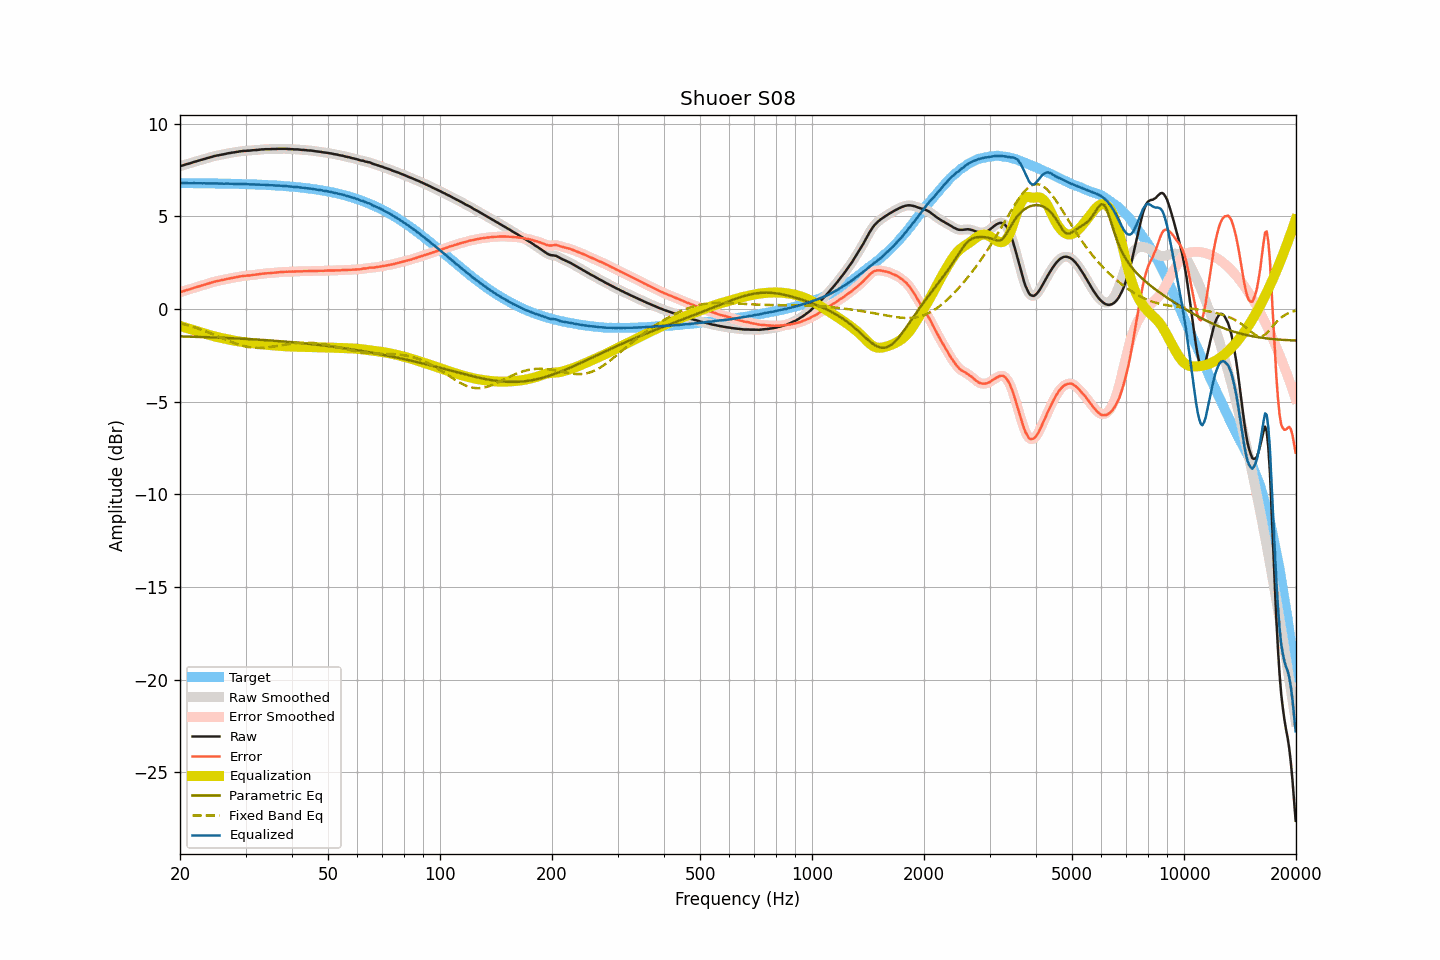 Shuoer S08
10
5
0
−5
−10
−15
−20
−25
Amplitude (dBr)
Target
Raw Smoothed
Error Smoothed
Raw
Error
Equalization
Parametric Eq
Fixed Band Eq
Equalized
20 50 100 200 500 1000 2000 5000 10000 20000
Frequency (Hz)